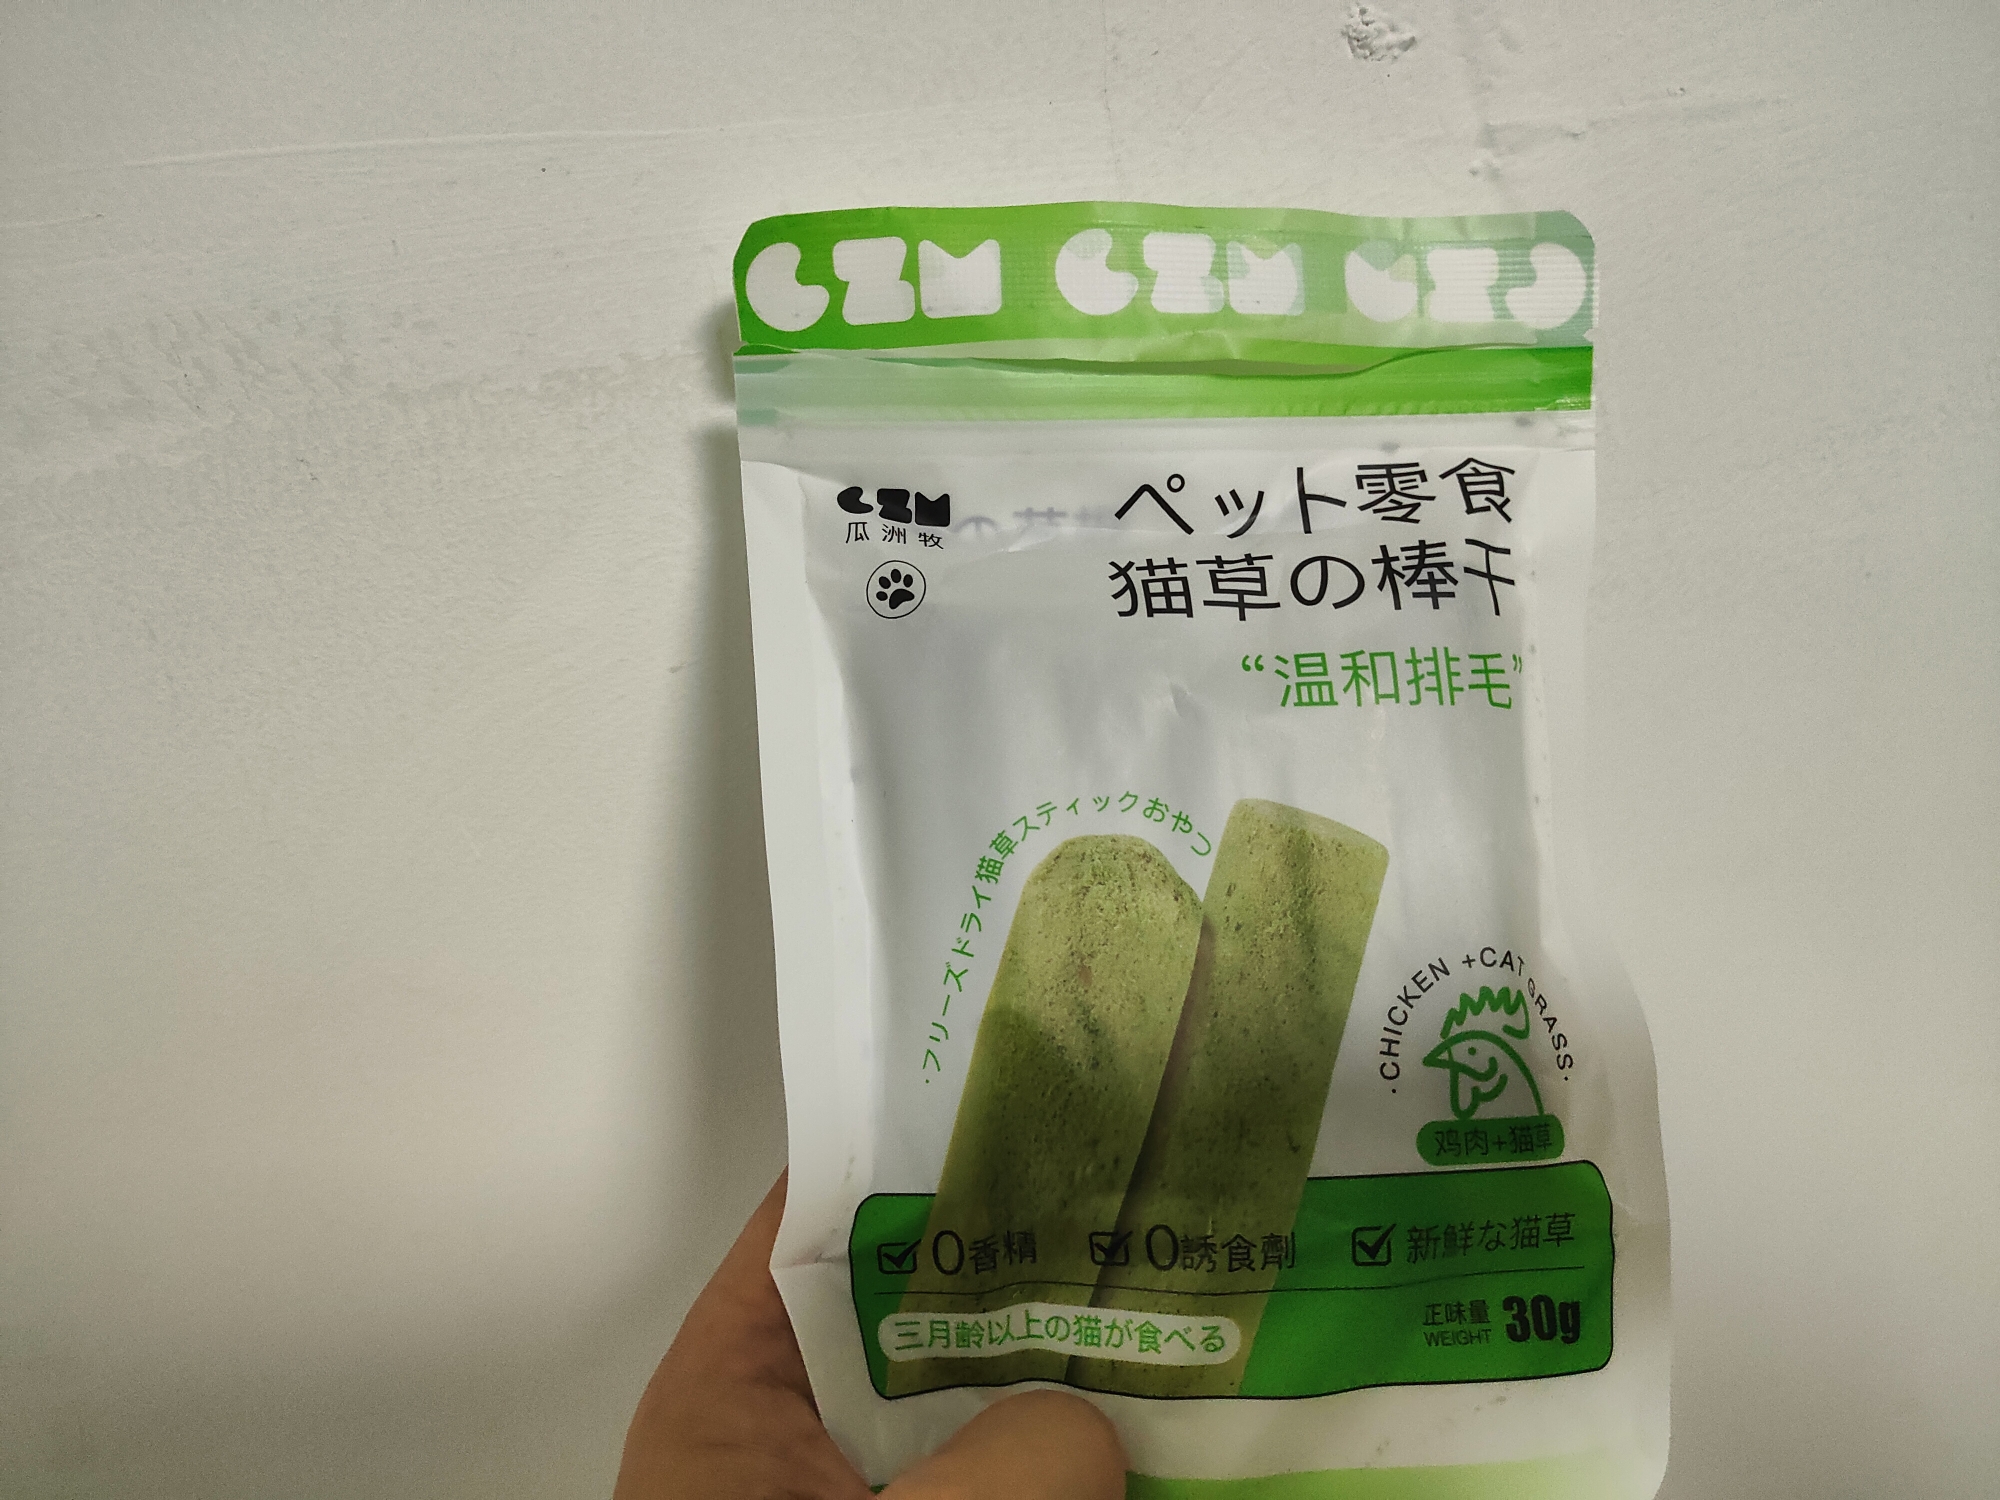 CZM CZM CZ
CZM
瓜洲牧
ペット零食
猫草の棒干
“温和排毛”
·フリーズドライ猫草スティックおやつ
·CHICKEN +CAT GRASS·
鸡肉+猫草
0香精 0誘食劑 新鮮な猫草
三月齢以上の猫が食べる
正味量
WEIGHT 30g